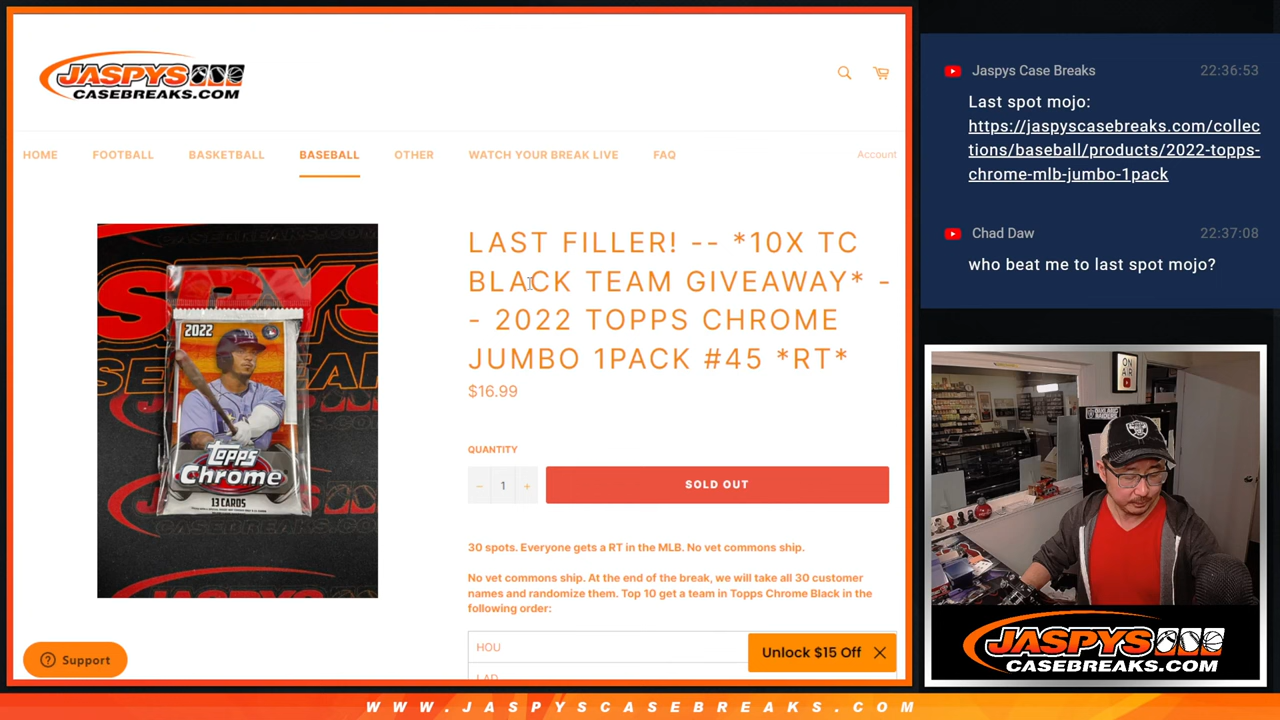 JASPYS
CASEBREAKS.COM
HOME
FOOTBALL
BASKETBALL
BASEBALL
OTHER
WATCH YOUR BREAK LIVE
FAQ
Account
2022
topps
Chrome
13 CARDS
LAST FILLER! -- *10X TC
BLACK TEAM GIVEAWAY* -
- 2022 TOPPS CHROME
JUMBO 1PACK #45 *RT*
$16.99
QUANTITY
− 1 +
SOLD OUT
30 spots. Everyone gets a RT in the MLB. No vet commons ship.
No vet commons ship. At the end of the break, we will take all 30 customer
names and randomize them. Top 10 get a team in Topps Chrome Black in the
following order:
HOU
LAD
Support
Unlock $15 Off
Jaspys Case Breaks 22:36:53
Last spot mojo:
https://jaspyscasebreaks.com/collec
tions/baseball/products/2022-topps-
chrome-mlb-jumbo-1pack
Chad Daw 22:37:08
who beat me to last spot mojo?
ON
AIR
JASPYS
CASEBREAKS.COM
WWW.JASPYSCASEBREAKS.COM